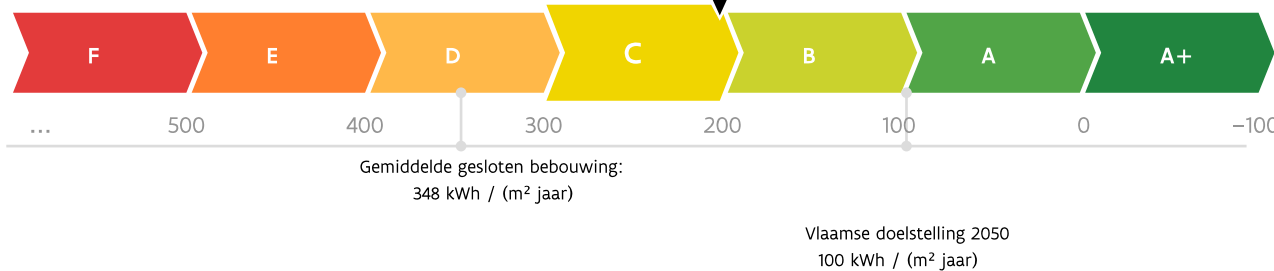 F E D C B A A+
... 500 400 300 200 100 0 −100
Gemiddelde gesloten bebouwing:
348 kWh / (m² jaar)
Vlaamse doelstelling 2050
100 kWh / (m² jaar)